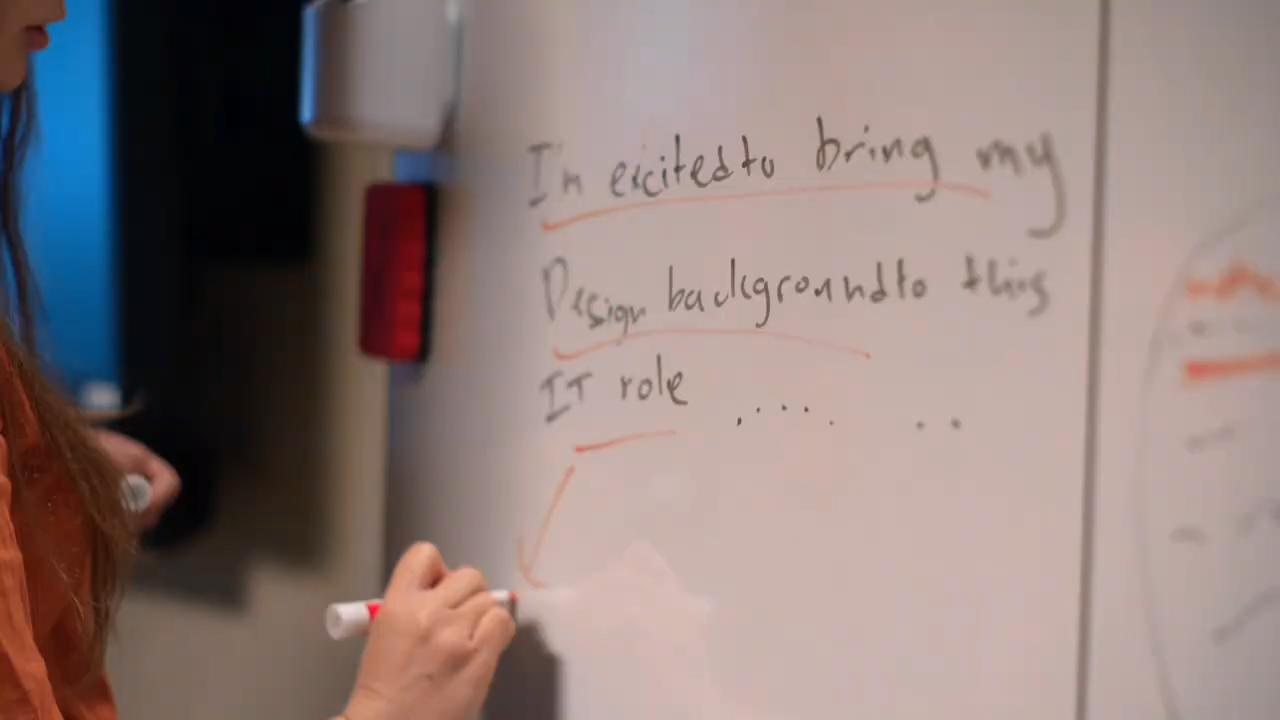 I'm excited to bring my
Design background to this
IT role ..... ..